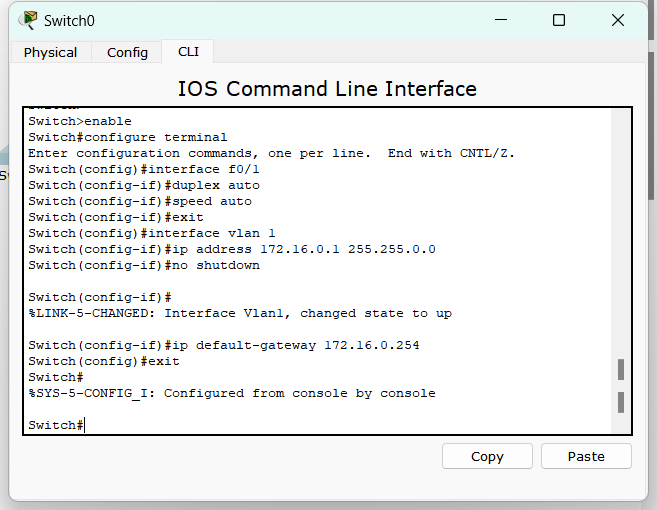 Switch0
Physical Config CLI
IOS Command Line Interface
Switch>enable
Switch#configure terminal
Enter configuration commands, one per line.  End with CNTL/Z.
Switch(config)#interface f0/1
Switch(config-if)#duplex auto
Switch(config-if)#speed auto
Switch(config-if)#exit
Switch(config)#interface vlan 1
Switch(config-if)#ip address 172.16.0.1 255.255.0.0
Switch(config-if)#no shutdown
Switch(config-if)#
%LINK-5-CHANGED: Interface Vlan1, changed state to up
Switch(config-if)#ip default-gateway 172.16.0.254
Switch(config)#exit
Switch#
%SYS-5-CONFIG_I: Configured from console by console
Switch#
Copy Paste